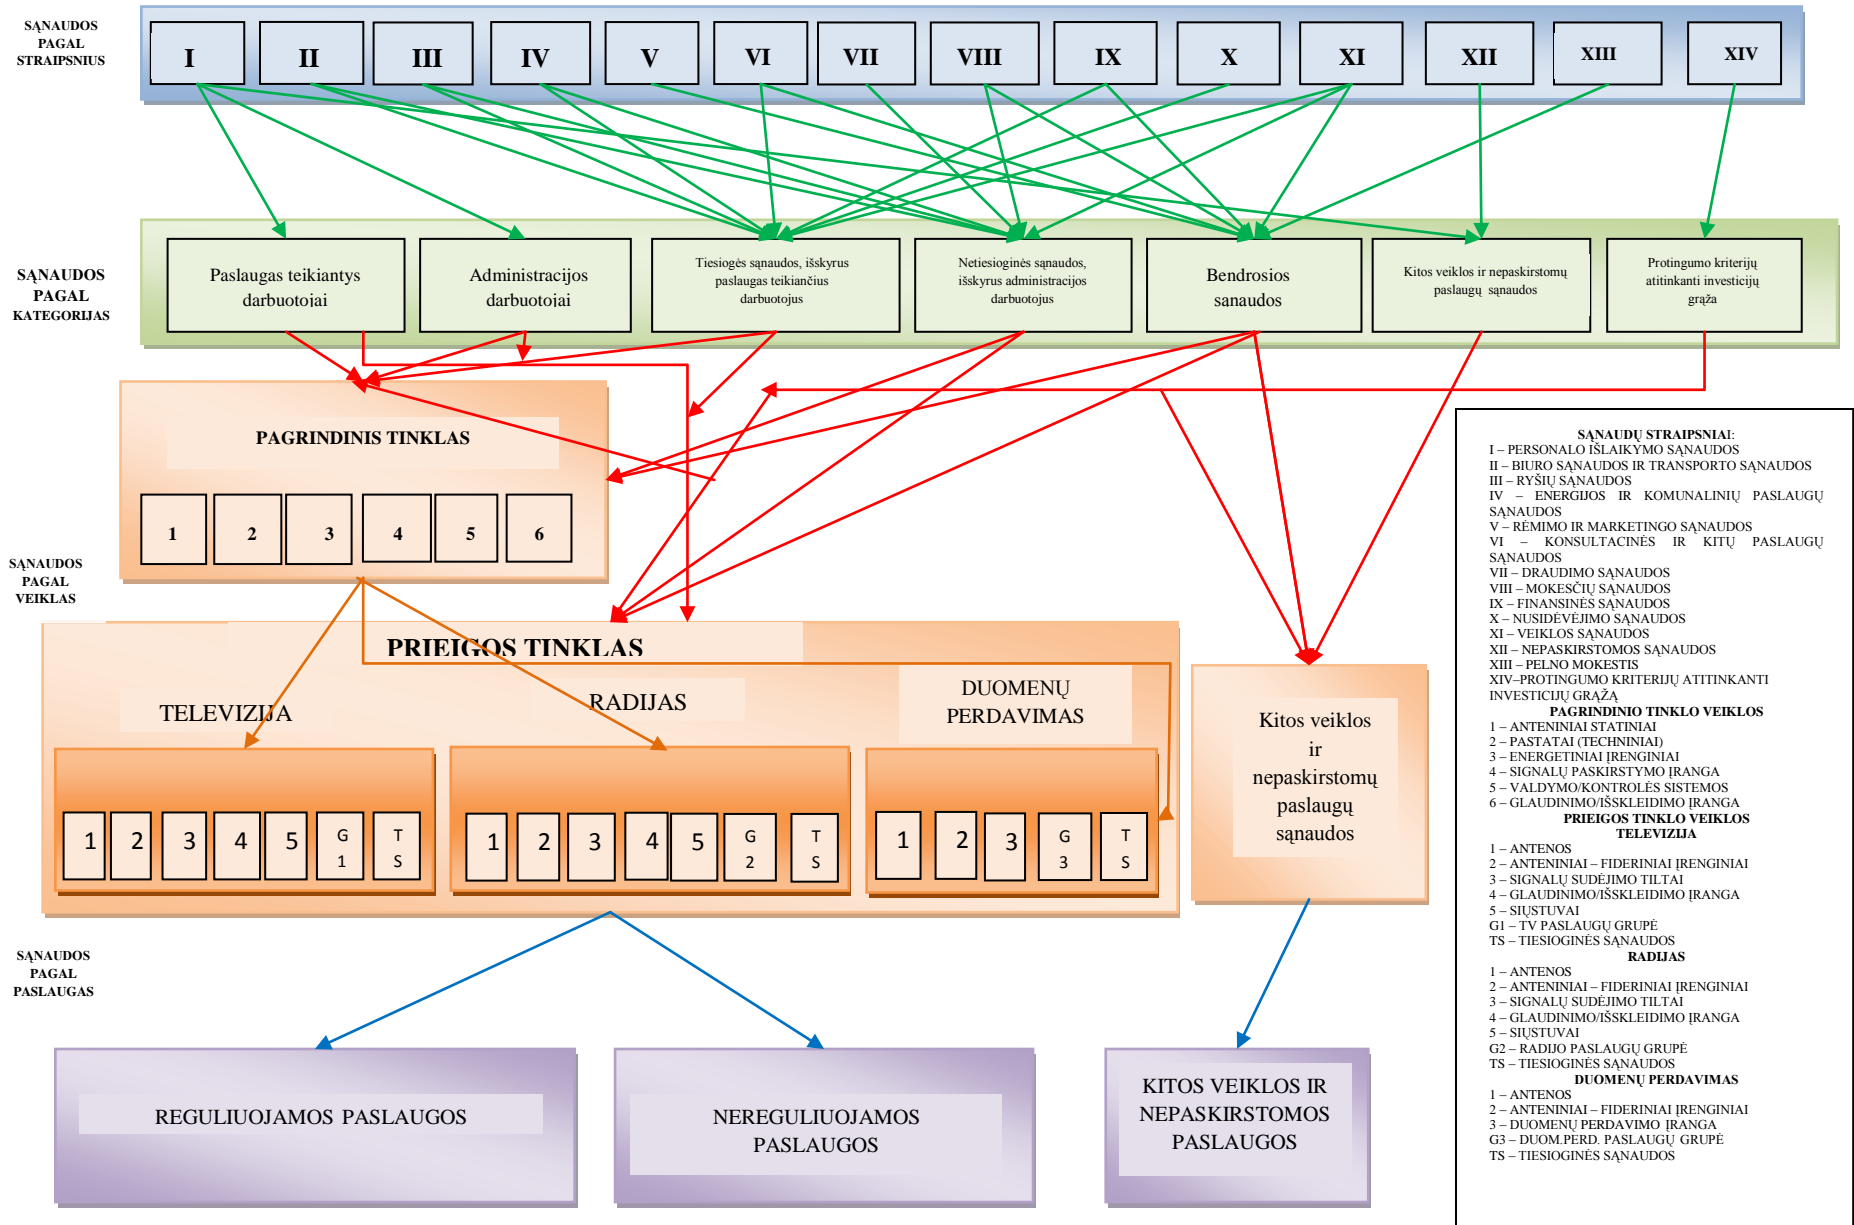 SĄNAUDOS
PAGAL
STRAIPSNIUS
I
II
III
IV
V
VI
VII
VIII
IX
X
XI
XII
XIII
XIV
SĄNAUDOS
PAGAL
KATEGORIJAS
Paslaugas teikiantys
darbuotojai
Administracijos
darbuotojai
Tiesiogės sąnaudos, išskyrus
paslaugas teikiančius
darbuotojus
Netiesioginės sąnaudos,
išskyrus administracijos
darbuotojus
Bendrosios
sanaudos
Kitos veiklos ir nepaskirstomų
paslaugų sąnaudos
Protingumo kriterijų
atitinkanti investicijų
grąža
PAGRINDINIS TINKLAS
1
2
3
4
5
6
SĄNAUDOS
PAGAL
VEIKLAS
PRIEIGOS TINKLAS
TELEVIZIJA
RADIJAS
DUOMENŲ
PERDAVIMAS
1
2
3
4
5
G
1
T
S
1
2
3
4
5
G
2
T
S
1
2
3
G
3
T
S
Kitos veiklos
ir
nepaskirstomų
paslaugų
sąnaudos
SĄNAUDOS
PAGAL
PASLAUGAS
REGULIUOJAMOS PASLAUGOS
NEREGULIUOJAMOS
PASLAUGOS
KITOS VEIKLOS IR
NEPASKIRSTOMOS
PASLAUGOS
SĄNAUDŲ STRAIPSNIAI:
I – PERSONALO IŠLAIKYMO SĄNAUDOS
II – BIURO SĄNAUDOS IR TRANSPORTO SĄNAUDOS
III – RYŠIŲ SĄNAUDOS
IV – ENERGIJOS IR KOMUNALINIŲ PASLAUGŲ
SĄNAUDOS
V – RĖMIMO IR MARKETINGO SĄNAUDOS
VI – KONSULTACINĖS IR KITŲ PASLAUGŲ
SĄNAUDOS
VII – DRAUDIMO SĄNAUDOS
VIII – MOKESČIŲ SĄNAUDOS
IX – FINANSINĖS SĄNAUDOS
X – NUSIDĖVĖJIMO SĄNAUDOS
XI – VEIKLOS SĄNAUDOS
XII – NEPASKIRSTOMOS SĄNAUDOS
XIII – PELNO MOKESTIS
XIV–PROTINGUMO KRITERIJŲ ATITINKANTI
INVESTICIJŲ GRĄŽĄ
PAGRINDINIO TINKLO VEIKLOS
1 – ANTENINIAI STATINIAI
2 – PASTATAI (TECHNINIAI)
3 – ENERGETINIAI ĮRENGINIAI
4 – SIGNALŲ PASKIRSTYMO ĮRANGA
5 – VALDYMO/KONTROLĖS SISTEMOS
6 – GLAUDINIMO/IŠSKLEIDIMO ĮRANGA
PRIEIGOS TINKLO VEIKLOS
TELEVIZIJA
1 – ANTENOS
2 – ANTENINIAI – FIDERINIAI ĮRENGINIAI
3 – SIGNALŲ SUDĖJIMO TILTAI
4 – GLAUDINIMO/IŠSKLEIDIMO ĮRANGA
5 – SIŲSTUVAI
G1 – TV PASLAUGŲ GRUPĖ
TS – TIESIOGINĖS SĄNAUDOS
RADIJAS
1 – ANTENOS
2 – ANTENINIAI – FIDERINIAI ĮRENGINIAI
3 – SIGNALŲ SUDĖJIMO TILTAI
4 – GLAUDINIMO/IŠSKLEIDIMO ĮRANGA
5 – SIŲSTUVAI
G2 – RADIJO PASLAUGŲ GRUPĖ
TS – TIESIOGINĖS SĄNAUDOS
DUOMENŲ PERDAVIMAS
1 – ANTENOS
2 – ANTENINIAI – FIDERINIAI ĮRENGINIAI
3 – DUOMENŲ PERDAVIMO ĮRANGA
G3 – DUOM.PERD. PASLAUGŲ GRUPĖ
TS – TIESIOGINĖS SĄNAUDOS